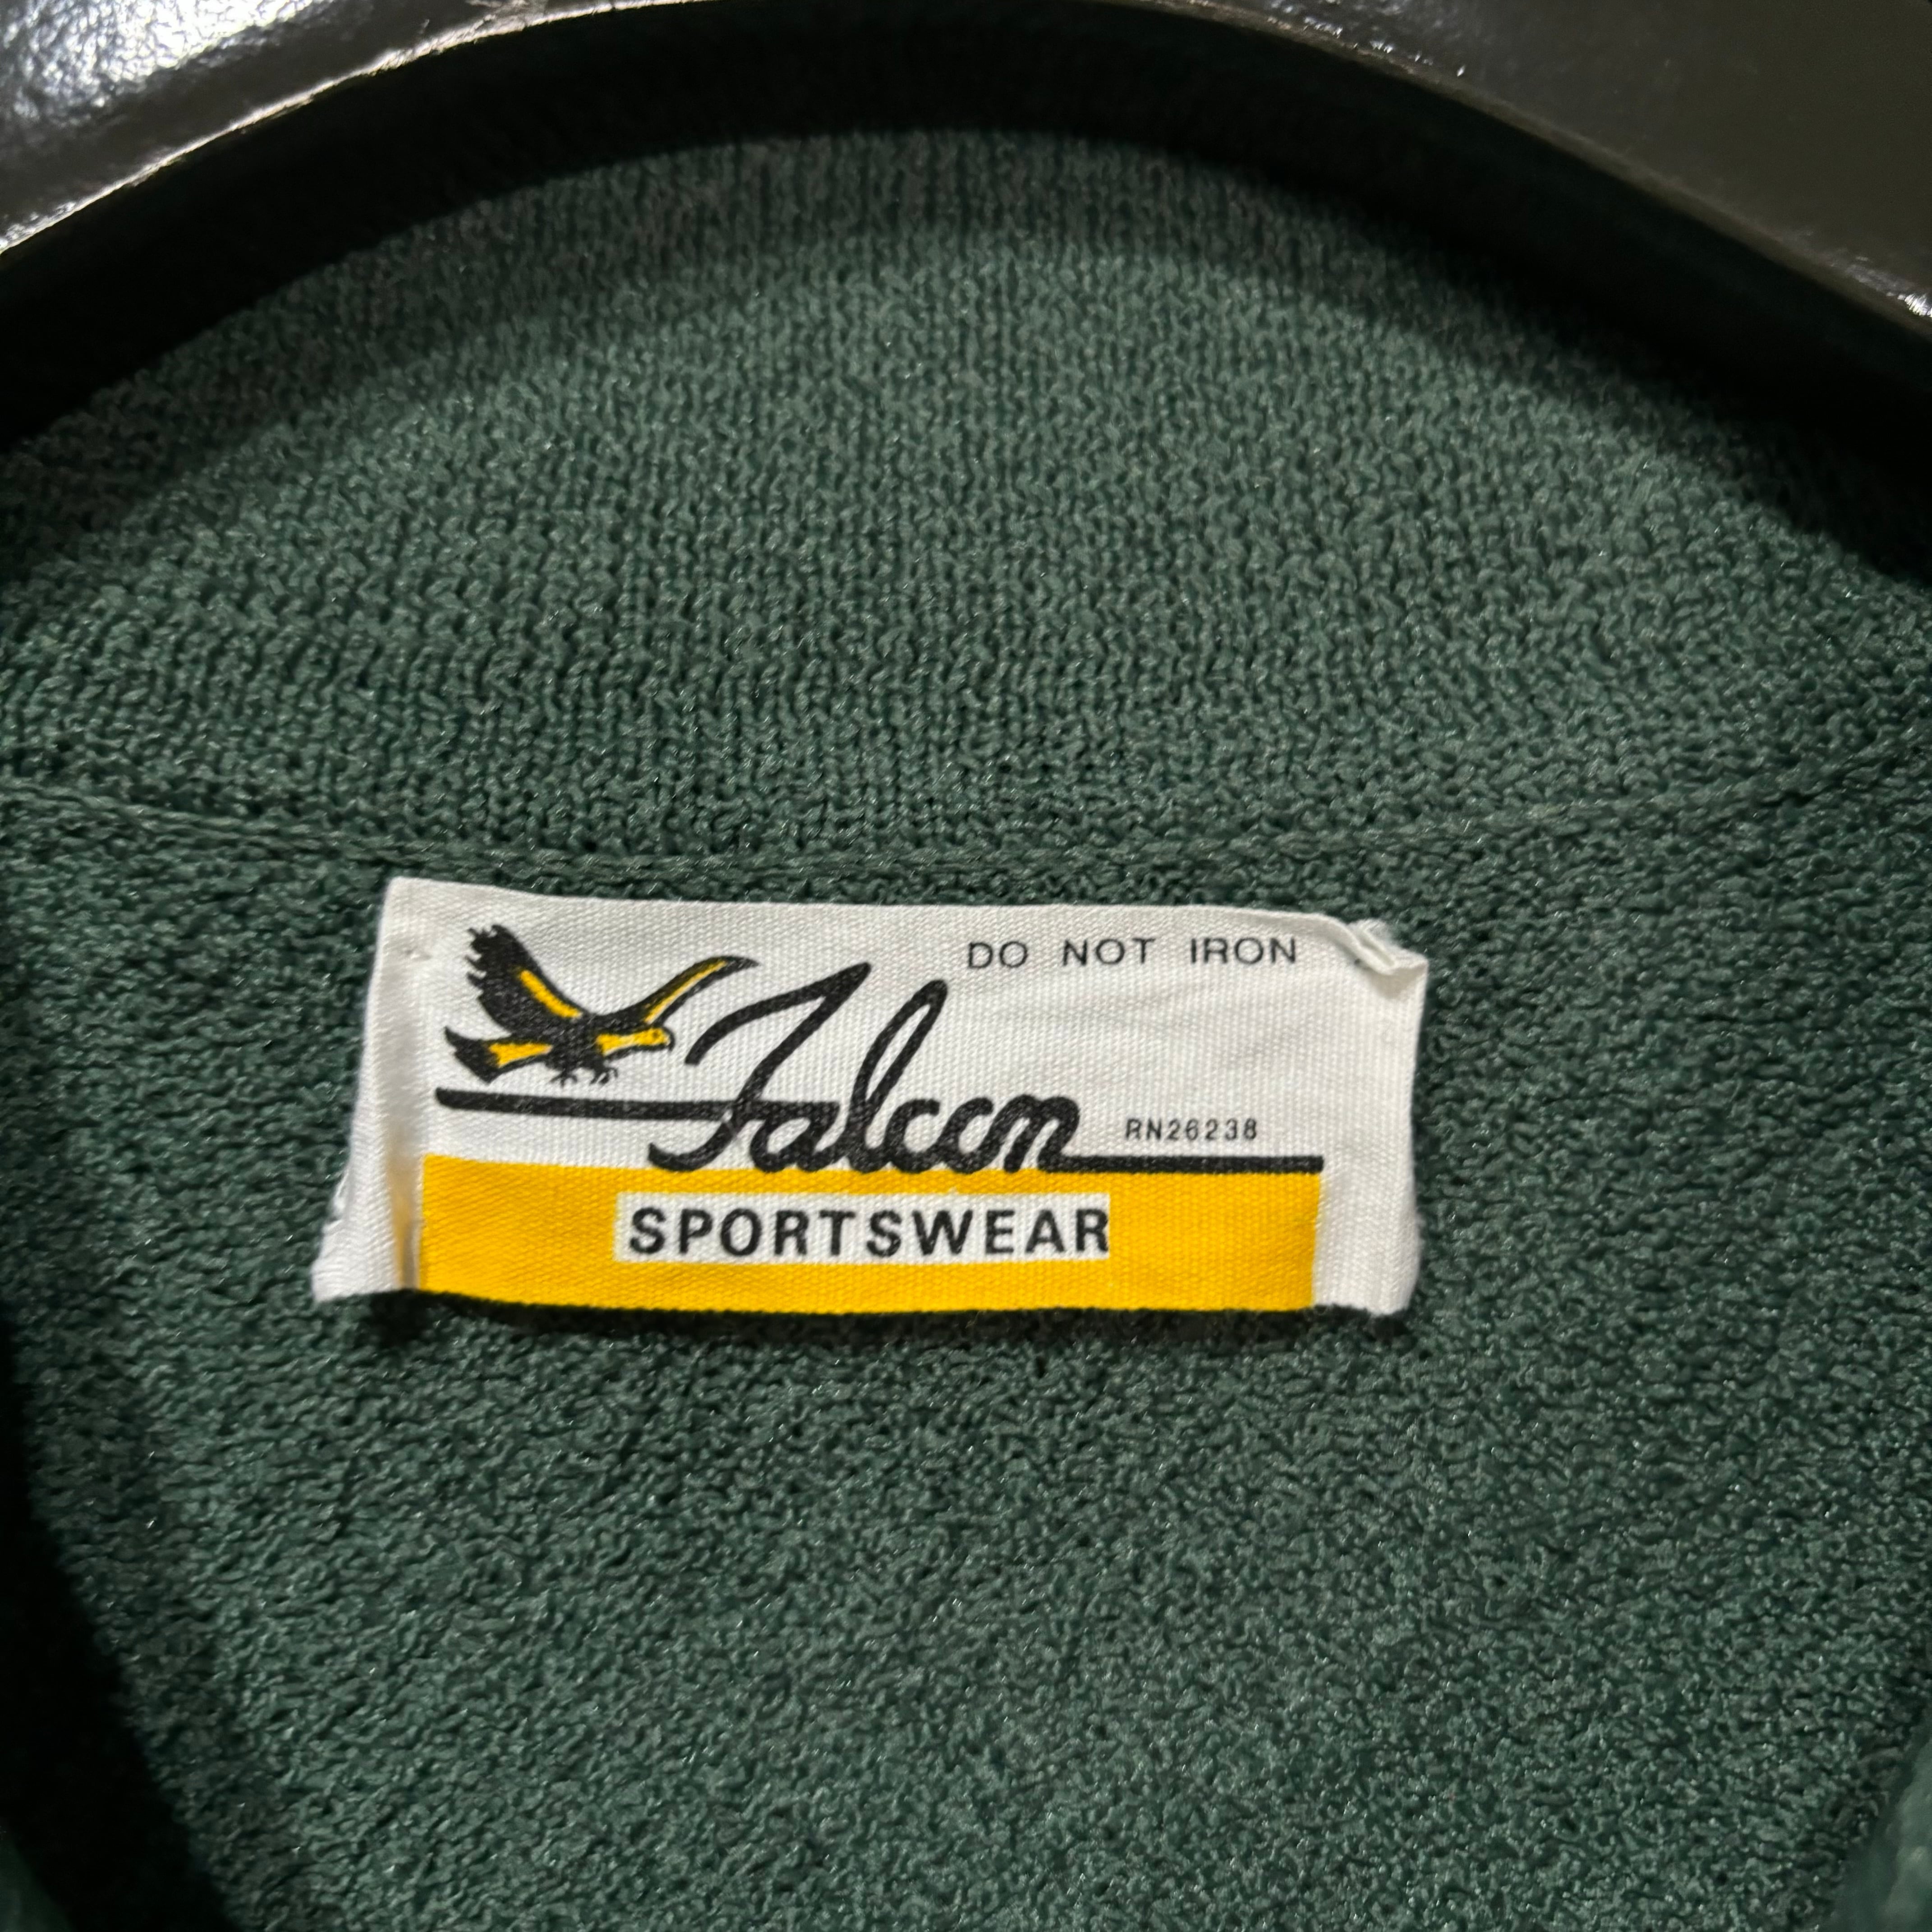 DO NOT IRON
Falcon
RN26238
SPORTSWEAR